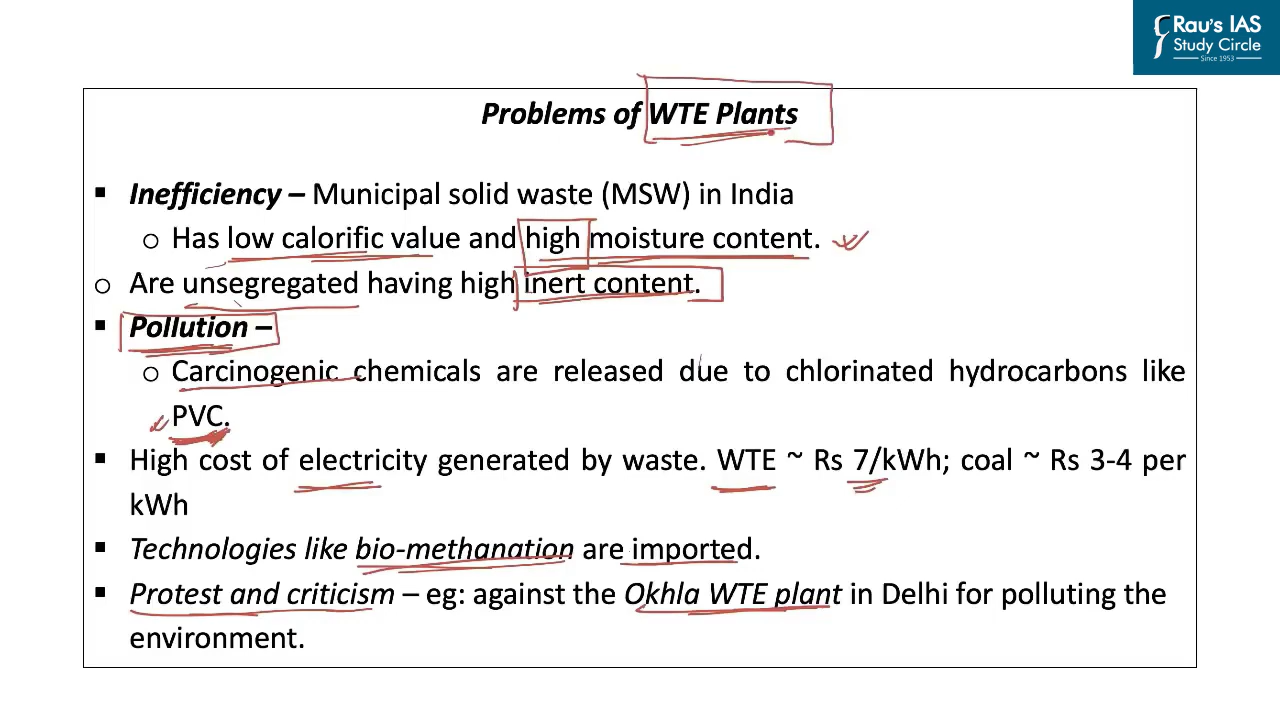 Rau's IAS
Study Circle
Since 1953
Problems of WTE Plants
▪ Inefficiency – Municipal solid waste (MSW) in India
o Has low calorific value and high moisture content.
o Are unsegregated having high inert content.
▪ Pollution –
o Carcinogenic chemicals are released due to chlorinated hydrocarbons like
PVC.
▪ High cost of electricity generated by waste. WTE ~ Rs 7/kWh; coal ~ Rs 3-4 per
kWh
▪ Technologies like bio-methanation are imported.
▪ Protest and criticism – eg: against the Okhla WTE plant in Delhi for polluting the
environment.